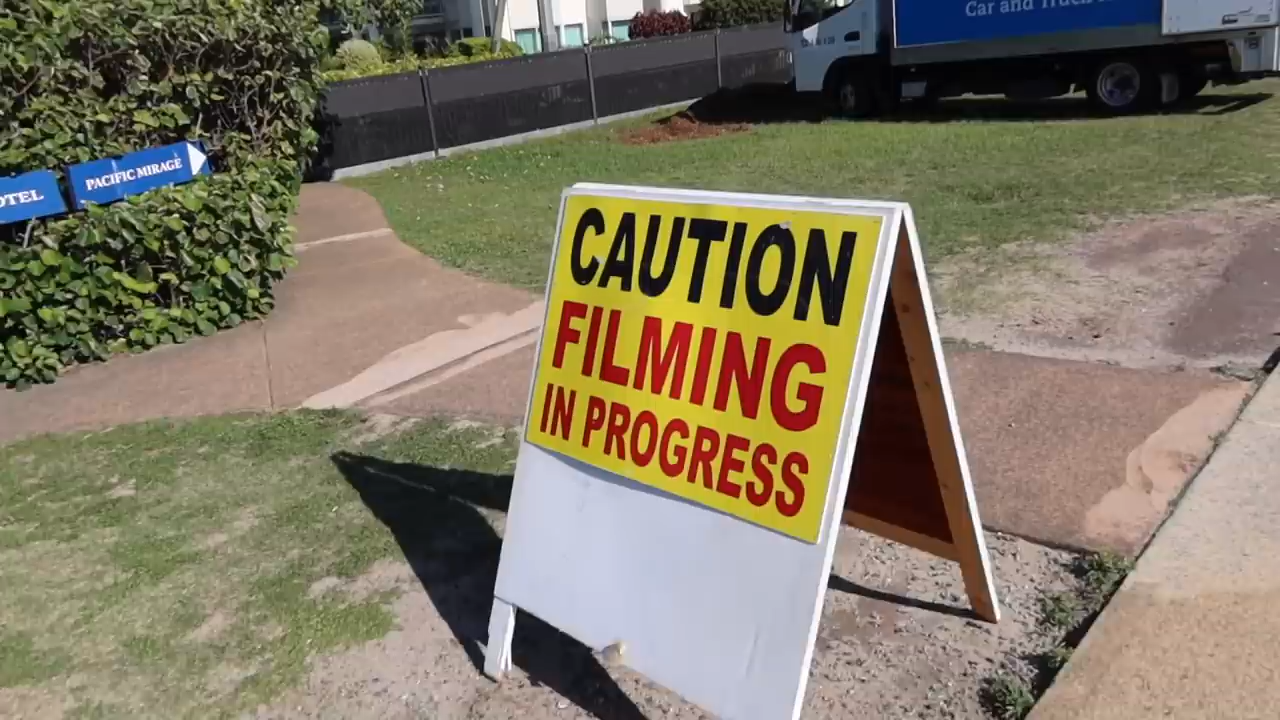 Car and Truck
OTEL
PACIFIC MIRAGE
CAUTION
FILMING
IN PROGRESS